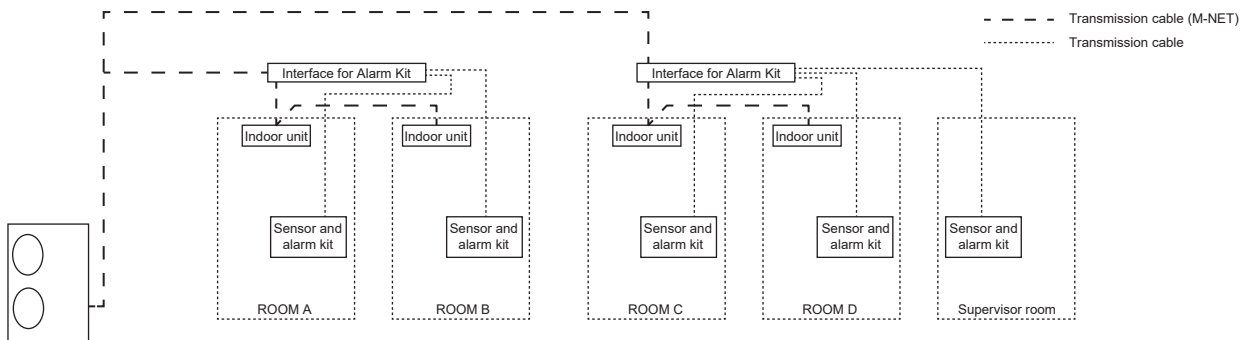 Transmission cable (M-NET)
Transmission cable
Interface for Alarm Kit
Interface for Alarm Kit
Indoor unit
Indoor unit
Indoor unit
Indoor unit
Sensor and
alarm kit
Sensor and
alarm kit
Sensor and
alarm kit
Sensor and
alarm kit
Sensor and
alarm kit
ROOM A
ROOM B
ROOM C
ROOM D
Supervisor room